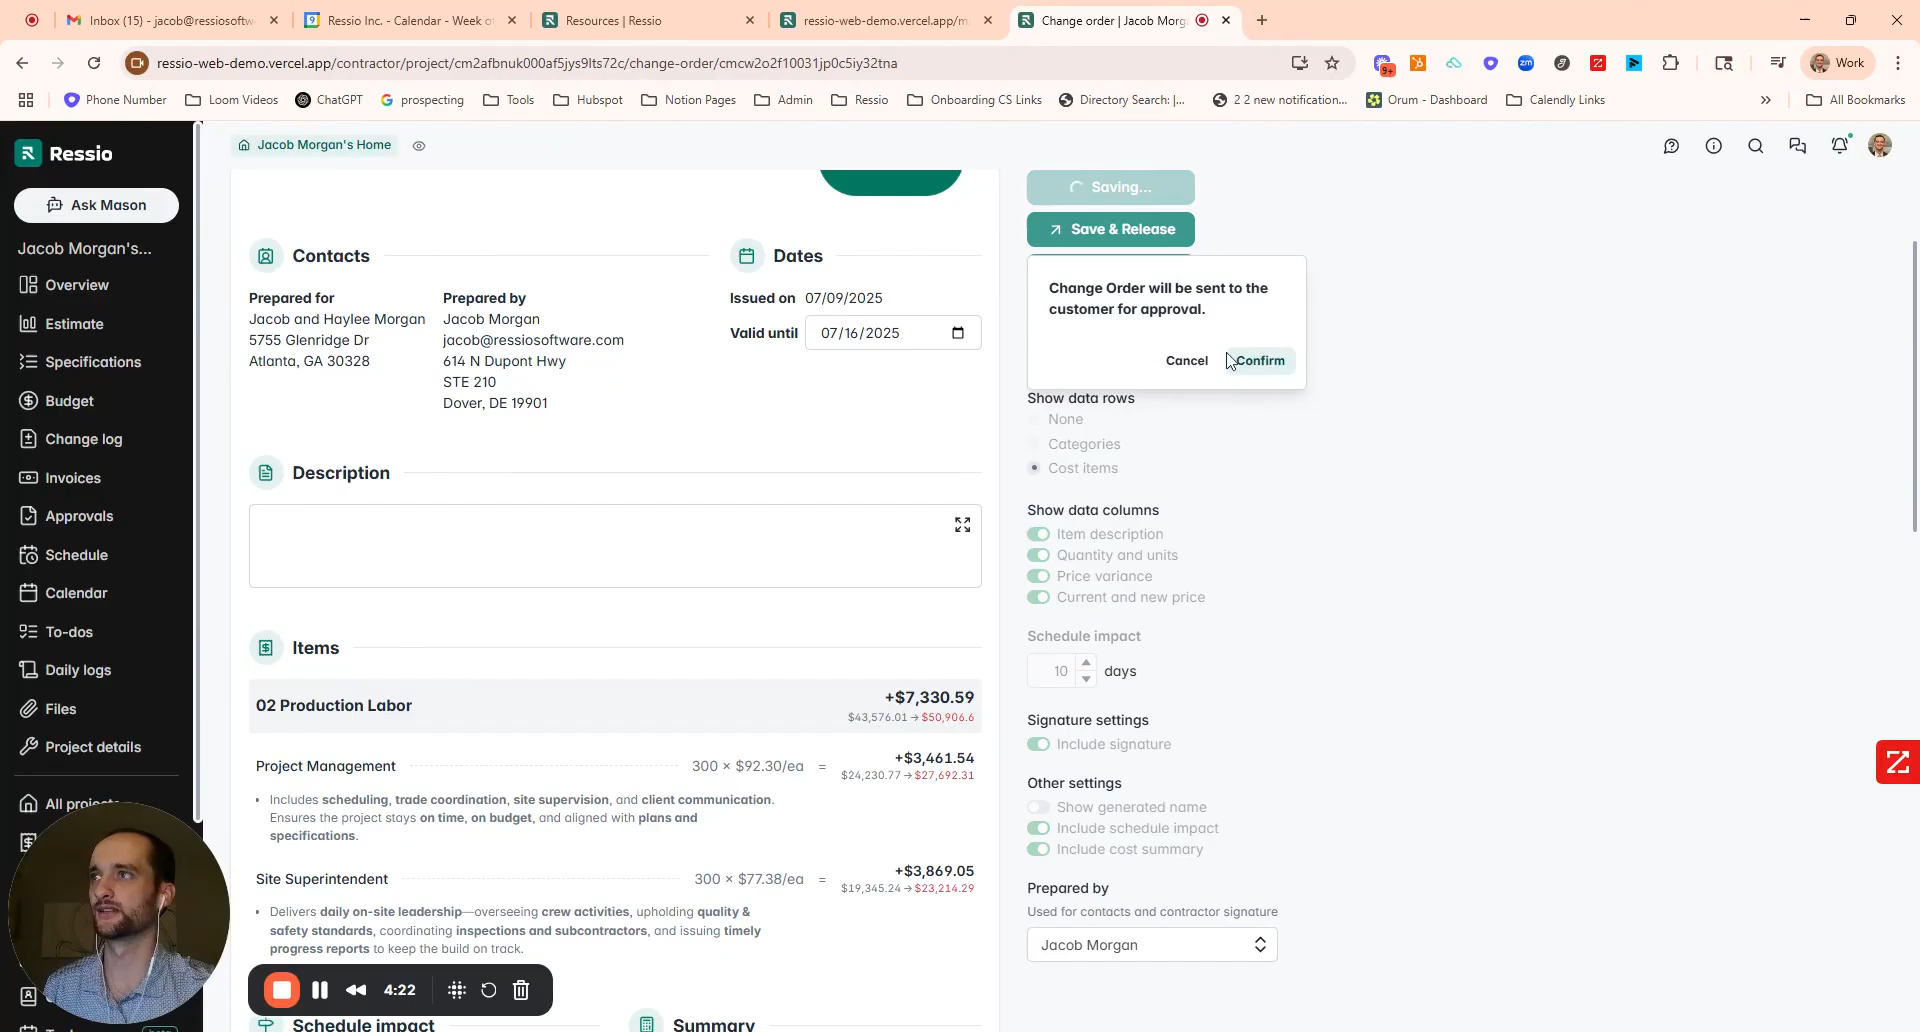 Inbox (15) - jacob@ressiosoftw
Ressio Inc. - Calendar - Week o
Resources | Ressio
ressio-web-demo.vercel.app/m
Change order | Jacob Morg
ressio-web-demo.vercel.app/contractor/project/cm2afbnuk000af5jys9lts72c/change-order/cmcw2o2f10031jp0c5iy32tna
9+
zm
Work
Phone Number
Loom Videos
ChatGPT
prospecting
Tools
Hubspot
Notion Pages
Admin
Ressio
Onboarding CS Links
Directory Search: |...
2 2 new notification...
Orum - Dashboard
Calendly Links
All Bookmarks
Ressio
Ask Mason
Jacob Morgan's...
Overview
Estimate
Specifications
Budget
Change log
Invoices
Approvals
Schedule
Calendar
To-dos
Daily logs
Files
Project details
All projects
Jacob Morgan's Home
Contacts
Prepared for
Jacob and Haylee Morgan
5755 Glenridge Dr
Atlanta, GA 30328
Prepared by
Jacob Morgan
jacob@ressiosoftware.com
614 N Dupont Hwy
STE 210
Dover, DE 19901
Dates
Issued on 07/09/2025
Valid until 07/16/2025
Description
Items
02 Production Labor
+$7,330.59
$43,576.01 → $50,906.6
Project Management 300 × $92.30/ea = +$3,461.54
$24,230.77 → $27,692.31
• Includes scheduling, trade coordination, site supervision, and client communication.
Ensures the project stays on time, on budget, and aligned with plans and
specifications.
Site Superintendent 300 × $77.38/ea = +$3,869.05
$19,345.24 → $23,214.29
• Delivers daily on-site leadership—overseeing crew activities, upholding quality &
safety standards, coordinating inspections and subcontractors, and issuing timely
progress reports to keep the build on track.
4:22
Schedule impact
Summary
Saving...
Save & Release
Change Order will be sent to the
customer for approval.
Cancel
Confirm
Show data rows
None
Categories
Cost items
Show data columns
Item description
Quantity and units
Price variance
Current and new price
Schedule impact
10 days
Signature settings
Include signature
Other settings
Show generated name
Include schedule impact
Include cost summary
Prepared by
Used for contacts and contractor signature
Jacob Morgan